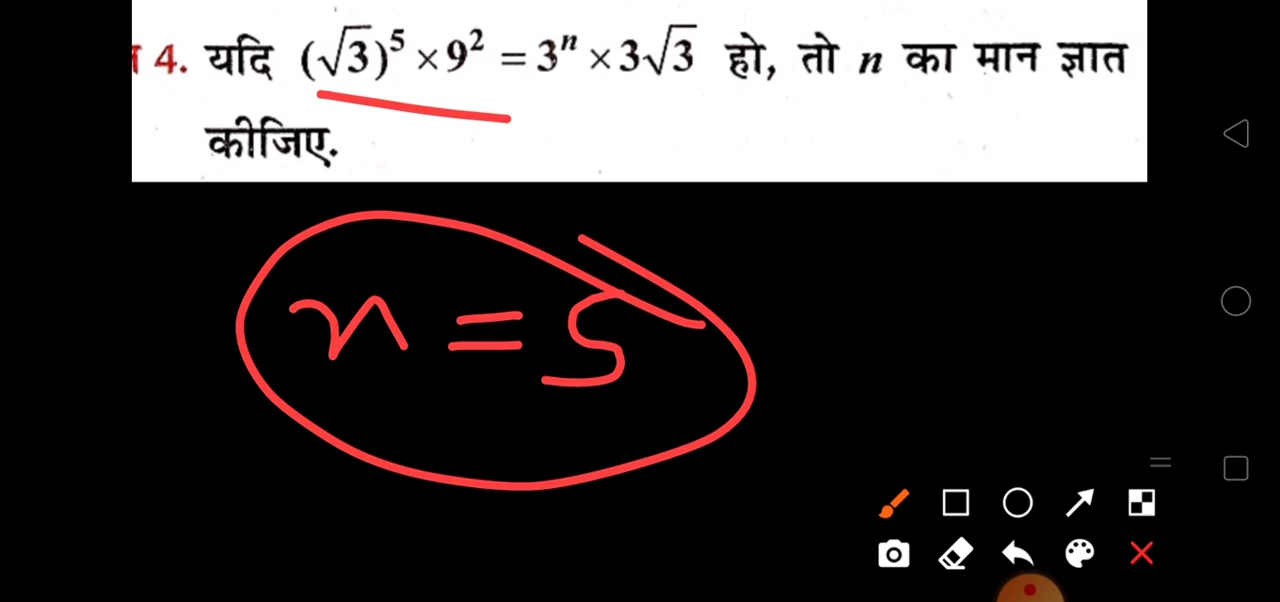 4. यदि (√3)⁵ × 9² = 3ⁿ × 3√3 हो, तो n का मान ज्ञात
कीजिए.
n = 5